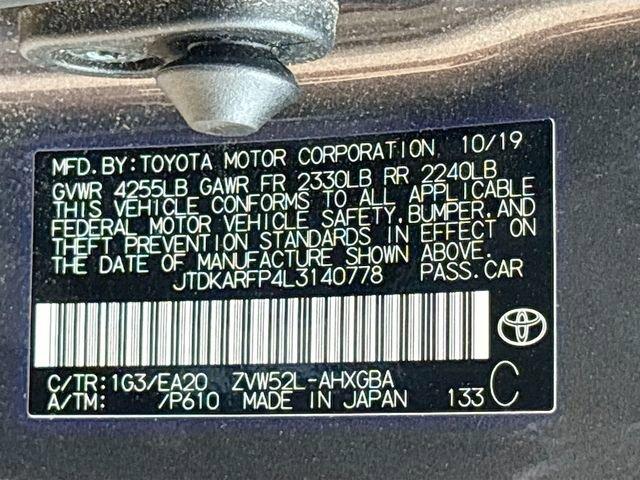 MFD.BY:TOYOTA MOTOR CORPORATION 10/19
GVWR 4255LB GAWR FR 2330LB RR 2240LB
THIS VEHICLE CONFORMS TO ALL APPLICABLE
FEDERAL MOTOR VEHICLE SAFETY,BUMPER,AND
THEFT PREVENTION STANDARDS IN EFFECT ON
THE DATE OF MANUFACTURE SHOWN ABOVE.
JTDKARFP4L3140778 PASS.CAR
C/TR:1G3/EA20 ZVW52L-AHXGBA
A/TM: /P610 MADE IN JAPAN 133 C